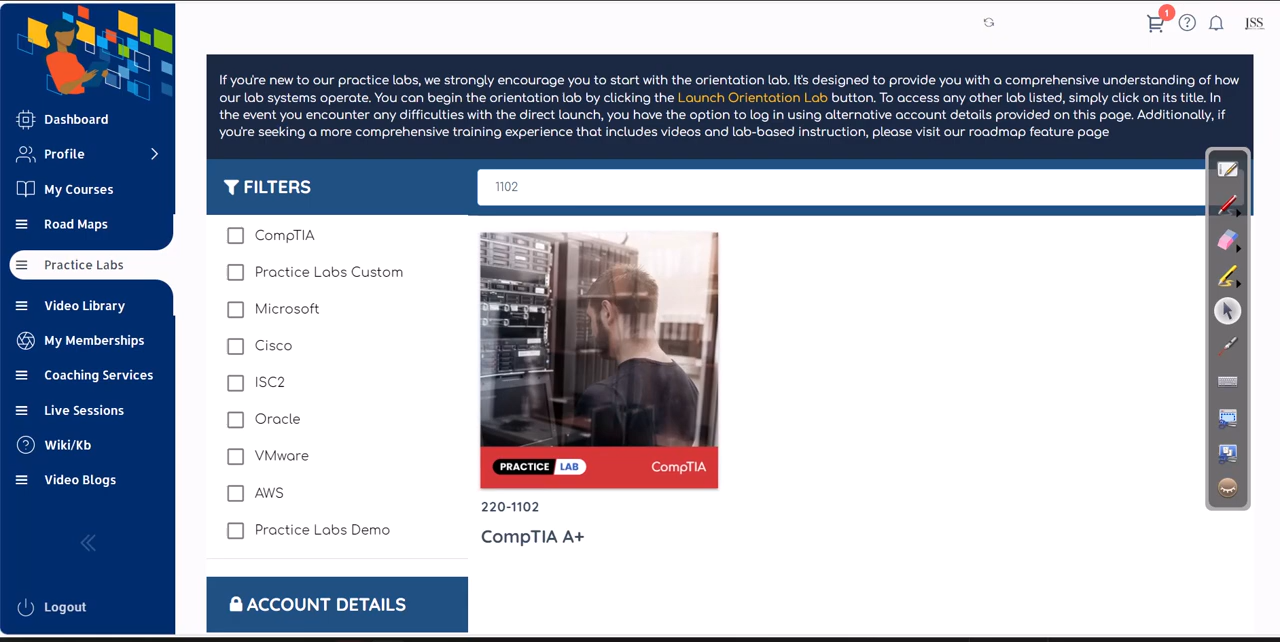 1
JSS
Dashboard
Profile
My Courses
Road Maps
Practice Labs
Video Library
My Memberships
Coaching Services
Live Sessions
Wiki/Kb
Video Blogs
Logout
If you're new to our practice labs, we strongly encourage you to start with the orientation lab. It's designed to provide you with a comprehensive understanding of how
our lab systems operate. You can begin the orientation lab by clicking the Launch Orientation Lab button. To access any other lab listed, simply click on its title. In
the event you encounter any difficulties with the direct launch, you have the option to log in using alternative account details provided on this page. Additionally, if
you're seeking a more comprehensive training experience that includes videos and lab-based instruction, please visit our roadmap feature page
FILTERS
1102
CompTIA
Practice Labs Custom
Microsoft
Cisco
ISC2
Oracle
VMware
AWS
Practice Labs Demo
ACCOUNT DETAILS
PRACTICE LAB CompTIA
220-1102
CompTIA A+